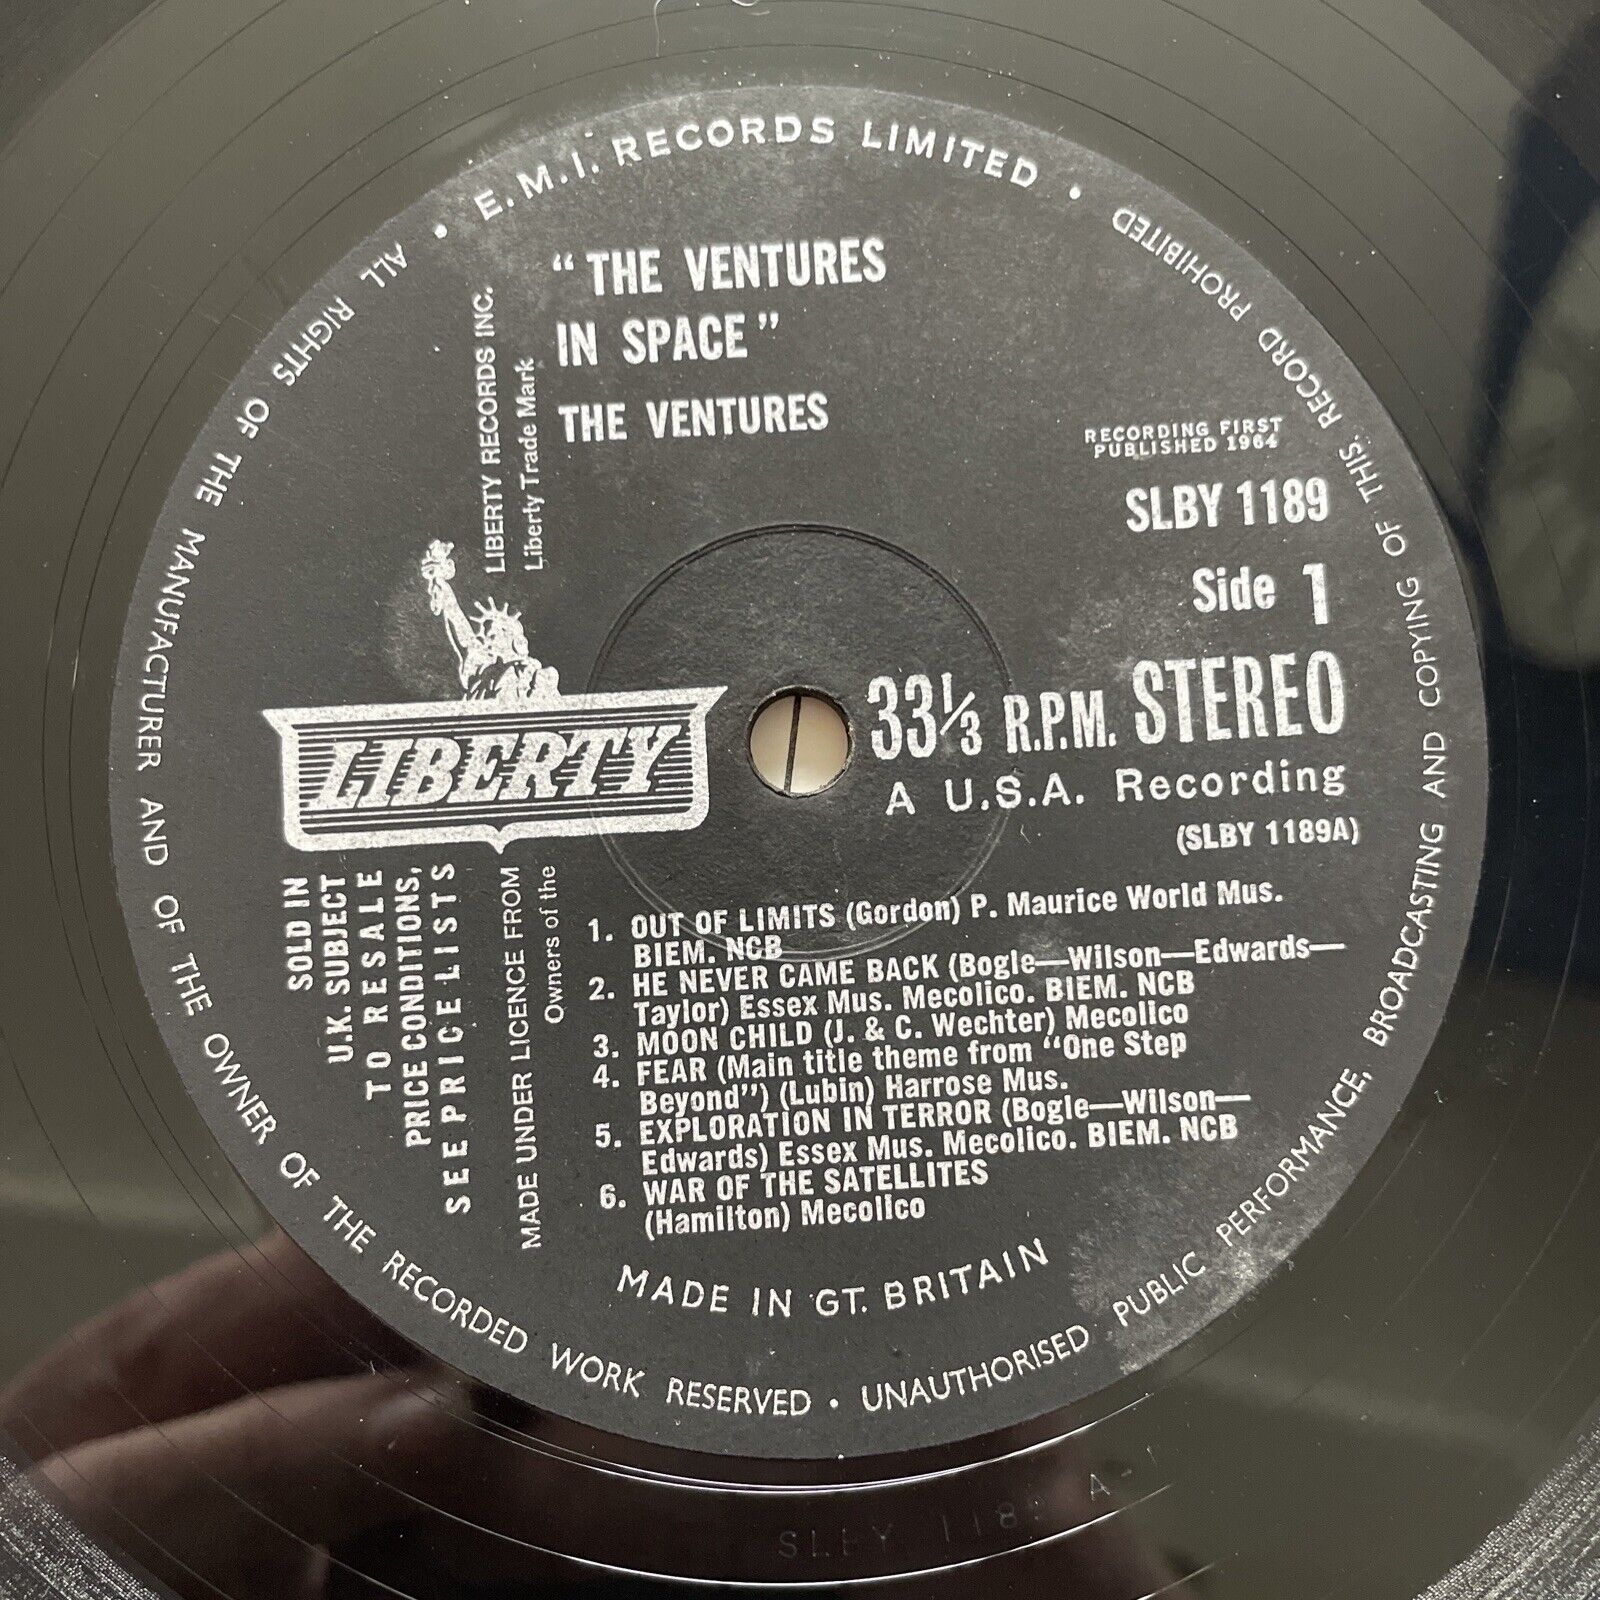 E.M.I. RECORDS LIMITED •
ALL RIGHTS OF THE MANUFACTURER AND OF THE OWNER OF THE RECORDED WORK RESERVED •
UNAUTHORISED PUBLIC PERFORMANCE, BROADCASTING AND COPYING OF THIS RECORD PROHIBITED
"THE VENTURES
IN SPACE"
THE VENTURES
LIBERTY RECORDS INC.
Liberty Trade Mark
RECORDING FIRST
PUBLISHED 1964
SLBY 1189
Side 1
LIBERTY
33⅓ R.P.M. STEREO
A U.S.A. Recording
(SLBY 1189A)
SOLD IN
U.K. SUBJECT
TO RESALE
PRICE CONDITIONS,
SEE PRICE LISTS
MADE UNDER LICENCE FROM
Owners of the
1. OUT OF LIMITS (Gordon) P. Maurice World Mus.
BIEM. NCB
2. HE NEVER CAME BACK (Bogle—Wilson—Edwards—
Taylor) Essex Mus. Mecolico. BIEM. NCB
3. MOON CHILD (J. & C. Wechter) Mecolico
4. FEAR (Main title theme from "One Step
Beyond") (Lubin) Harrose Mus.
5. EXPLORATION IN TERROR (Bogle—Wilson—
Edwards) Essex Mus. Mecolico. BIEM. NCB
6. WAR OF THE SATELLITES
(Hamilton) Mecolico
MADE IN GT. BRITAIN